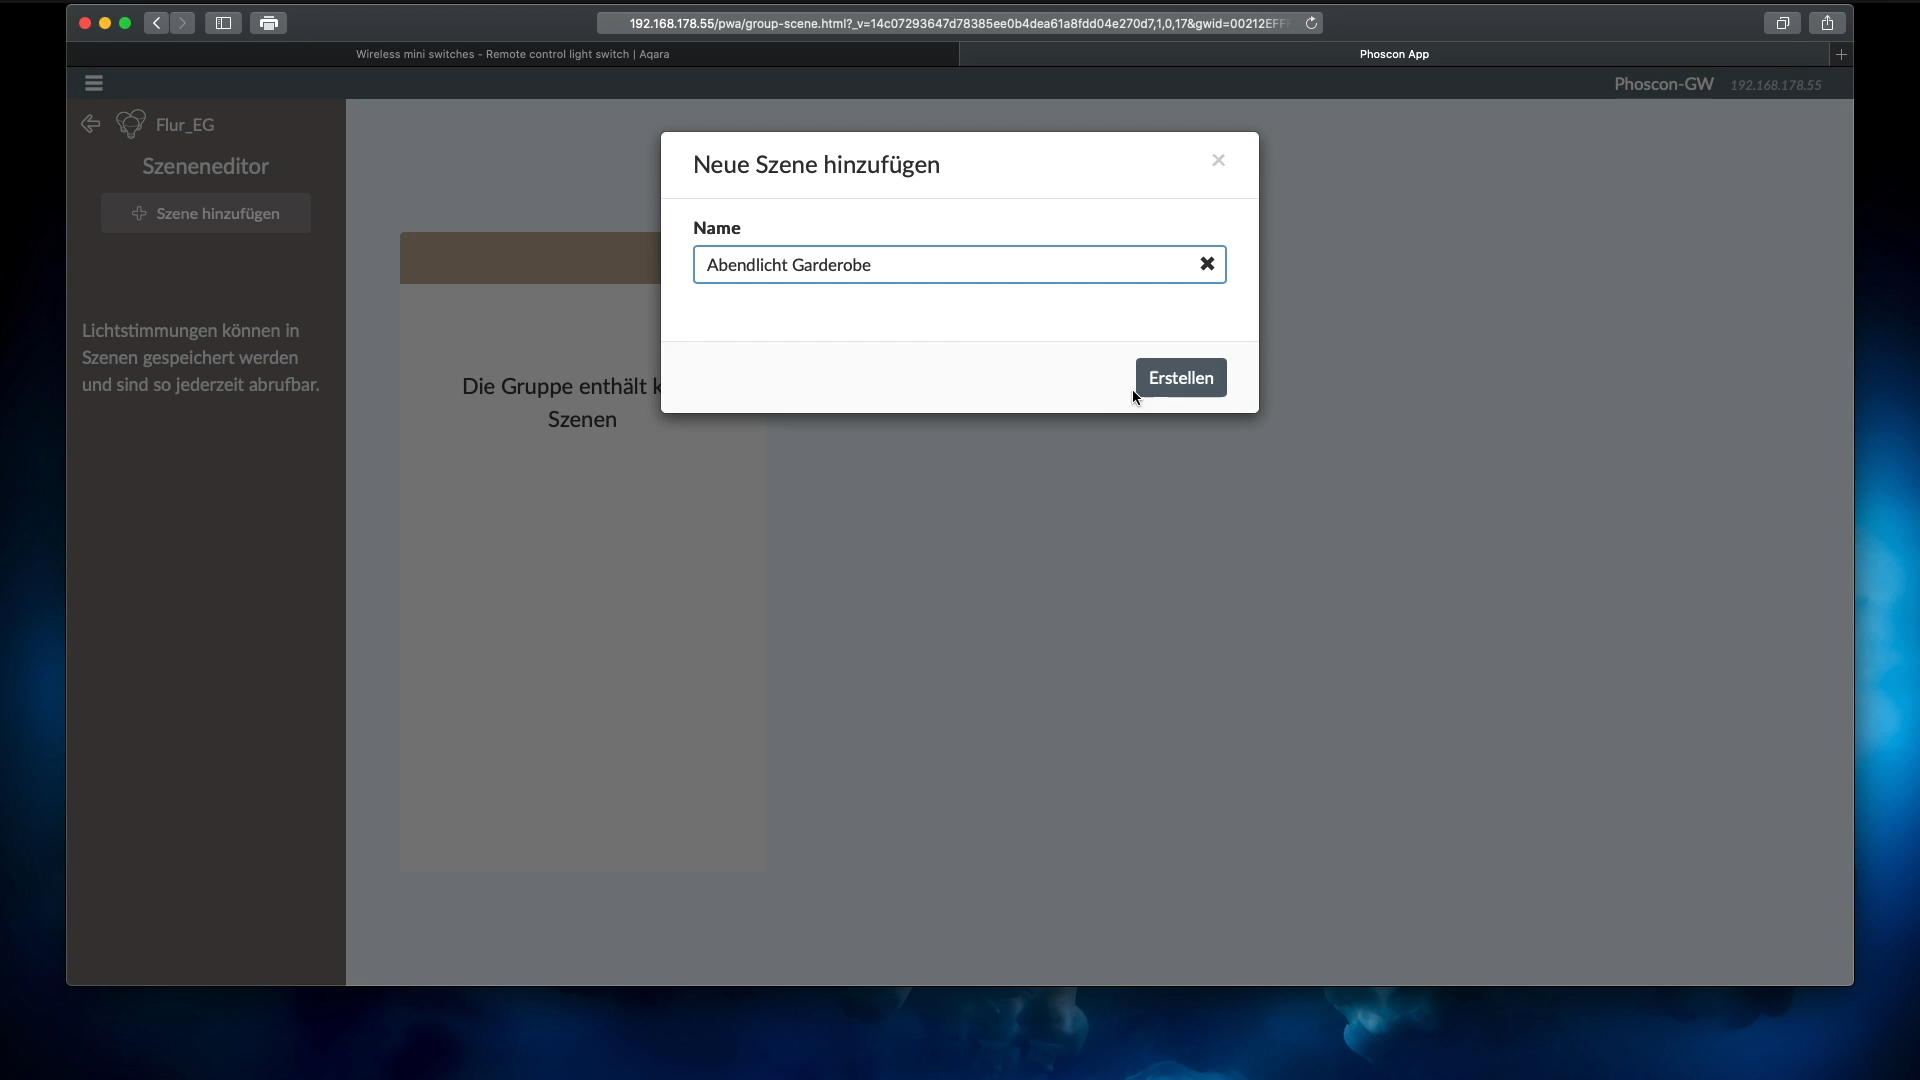 192.168.178.55/pwa/group-scene.html?_v=14c07293647d78385ee0b4dea61a8fdd04e270d7,1,0,17&gwid=00212EFF
Wireless mini switches - Remote control light switch | Aqara
Phoscon App
Phoscon-GW 192.168.178.55
Flur_EG
Szeneneditor
Szene hinzufügen
Lichtstimmungen können in
Szenen gespeichert werden
und sind so jederzeit abrufbar.
Die Gruppe enthält
Szenen
Neue Szene hinzufügen
Name
Abendlicht Garderobe
Erstellen